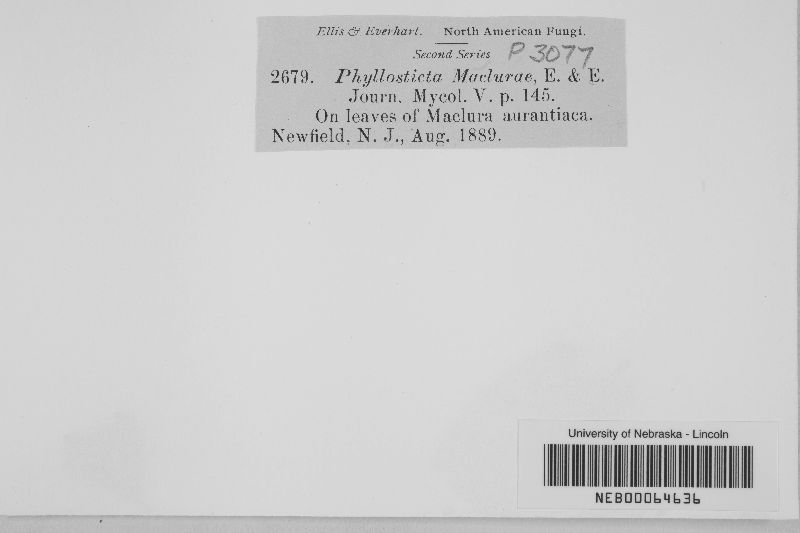 Ellis & Everhart. North American Fungi.
Second Series P 3077
2679. Phyllosticta Maclurae, E. & E.
Journ. Mycol. V. p. 145.
On leaves of Maclura aurantiaca.
Newfield, N. J., Aug. 1889.
University of Nebraska - Lincoln
NEB00064636